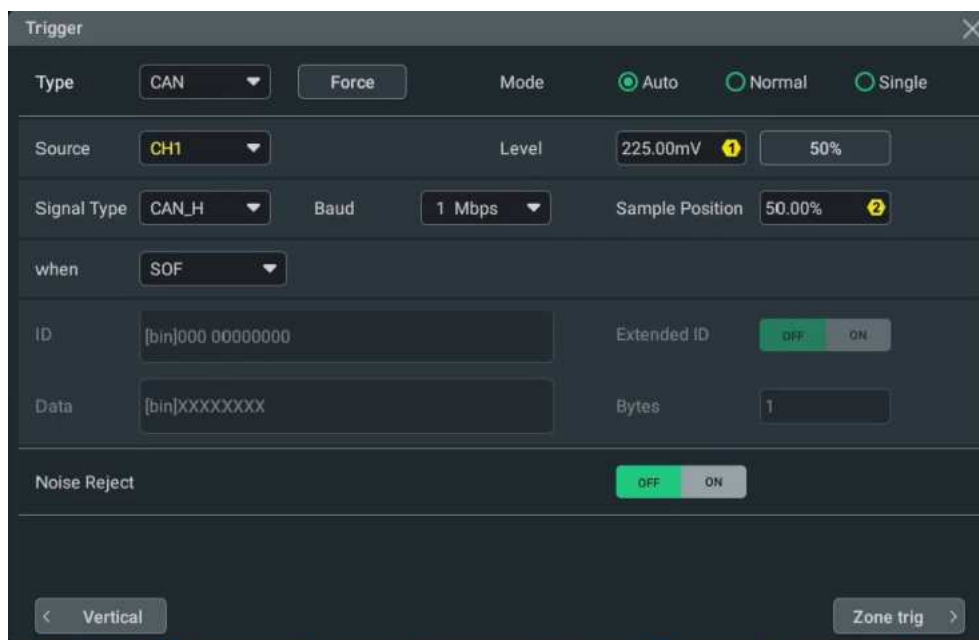 Trigger
Type CAN Force Mode Auto Normal Single
Source CH1 Level 225.00mV 1 50%
Signal Type CAN_H Baud 1 Mbps Sample Position 50.00% 2
when SOF
ID [bin]000 00000000 Extended ID OFF ON
Data [bin]XXXXXXXX Bytes 1
Noise Reject OFF ON
< Vertical Zone trig >